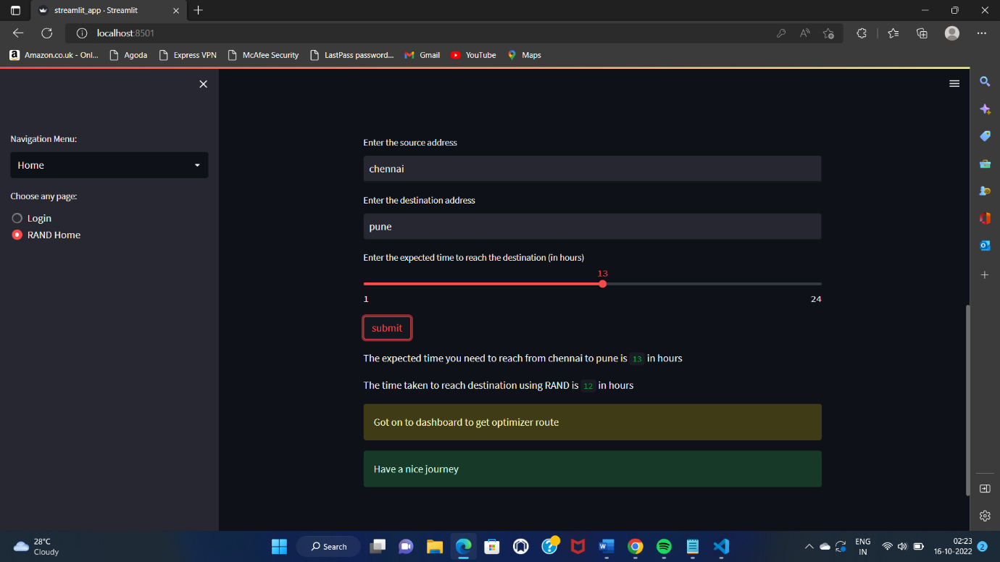 streamlit_app · Streamlit
localhost:8501
Amazon.co.uk - Onl...
Agoda
Express VPN
McAfee Security
LastPass password...
Gmail
YouTube
Maps
Navigation Menu:
Home
Choose any page:
Login
RAND Home
Enter the source address
chennai
Enter the destination address
pune
Enter the expected time to reach the destination (in hours)
13
1
24
submit
The expected time you need to reach from chennai to pune is 13 in hours
The time taken to reach destination using RAND is 12 in hours
Got on to dashboard to get optimizer route
Have a nice journey
28°C
Cloudy
Search
ENG
IN
02:23
16-10-2022
2